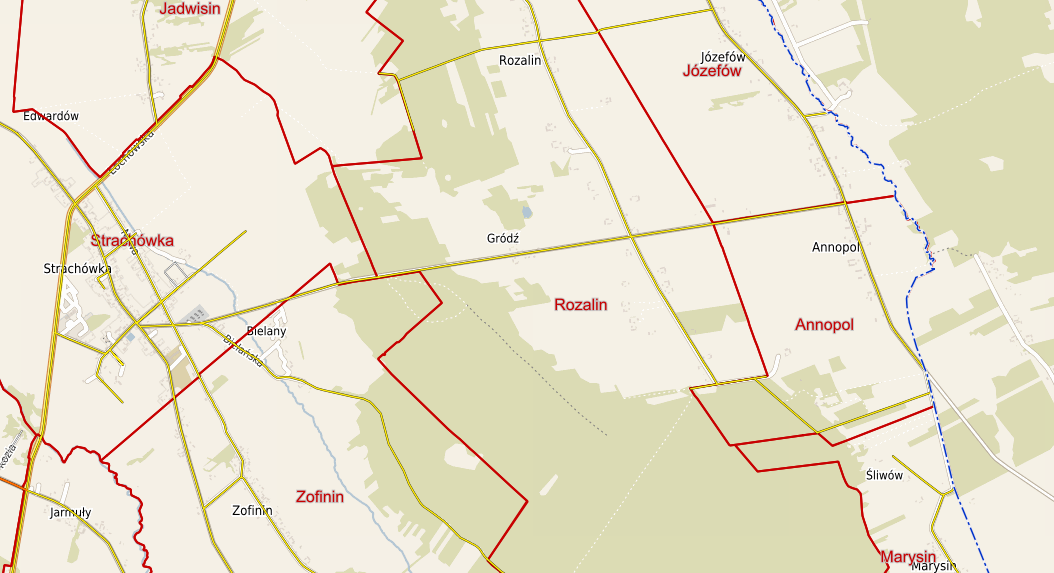 Jadwisin
Rozalin
Józefów
Józefów
Edwardów
Łochowska
Strachówka
Strachówka
Gródź
Annopol
Rozalin
Annopol
Bielany
Bielańska
Śliwów
Zofinin
Zofinin
Jarmuły
Marysin
Marysin